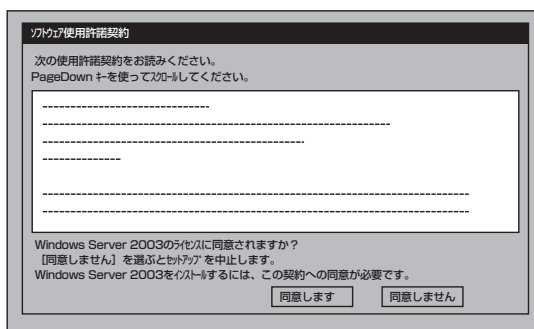 ソフトウェア使用許諾契約
次の使用許諾契約をお読みください。
PageDown キーを使ってスクロールしてください。
Windows Server 2003のライセンスに同意されますか？
［同意しません］を選ぶとセットアップを中止します。
Windows Server 2003をインストールするには、この契約への同意が必要です。
同意します 同意しません